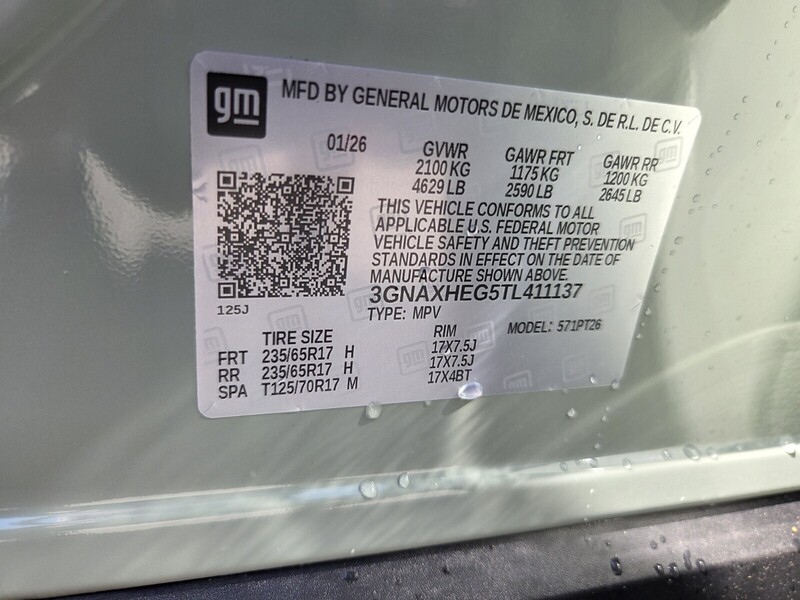 gm MFD BY GENERAL MOTORS DE MEXICO, S. DE R.L. DE C.V.
01/26 GVWR GAWR FRT GAWR RR
2100 KG 1175 KG 1200 KG
4629 LB 2590 LB 2645 LB
THIS VEHICLE CONFORMS TO ALL
APPLICABLE U.S. FEDERAL MOTOR
VEHICLE SAFETY AND THEFT PREVENTION
STANDARDS IN EFFECT ON THE DATE OF
MANUFACTURE SHOWN ABOVE.
3GNAXHEG5TL411137
125J
TYPE: MPV
TIRE SIZE RIM MODEL: 571PT26
FRT 235/65R17 H 17X7.5J
RR 235/65R17 H 17X7.5J
SPA T125/70R17 M 17X4BT